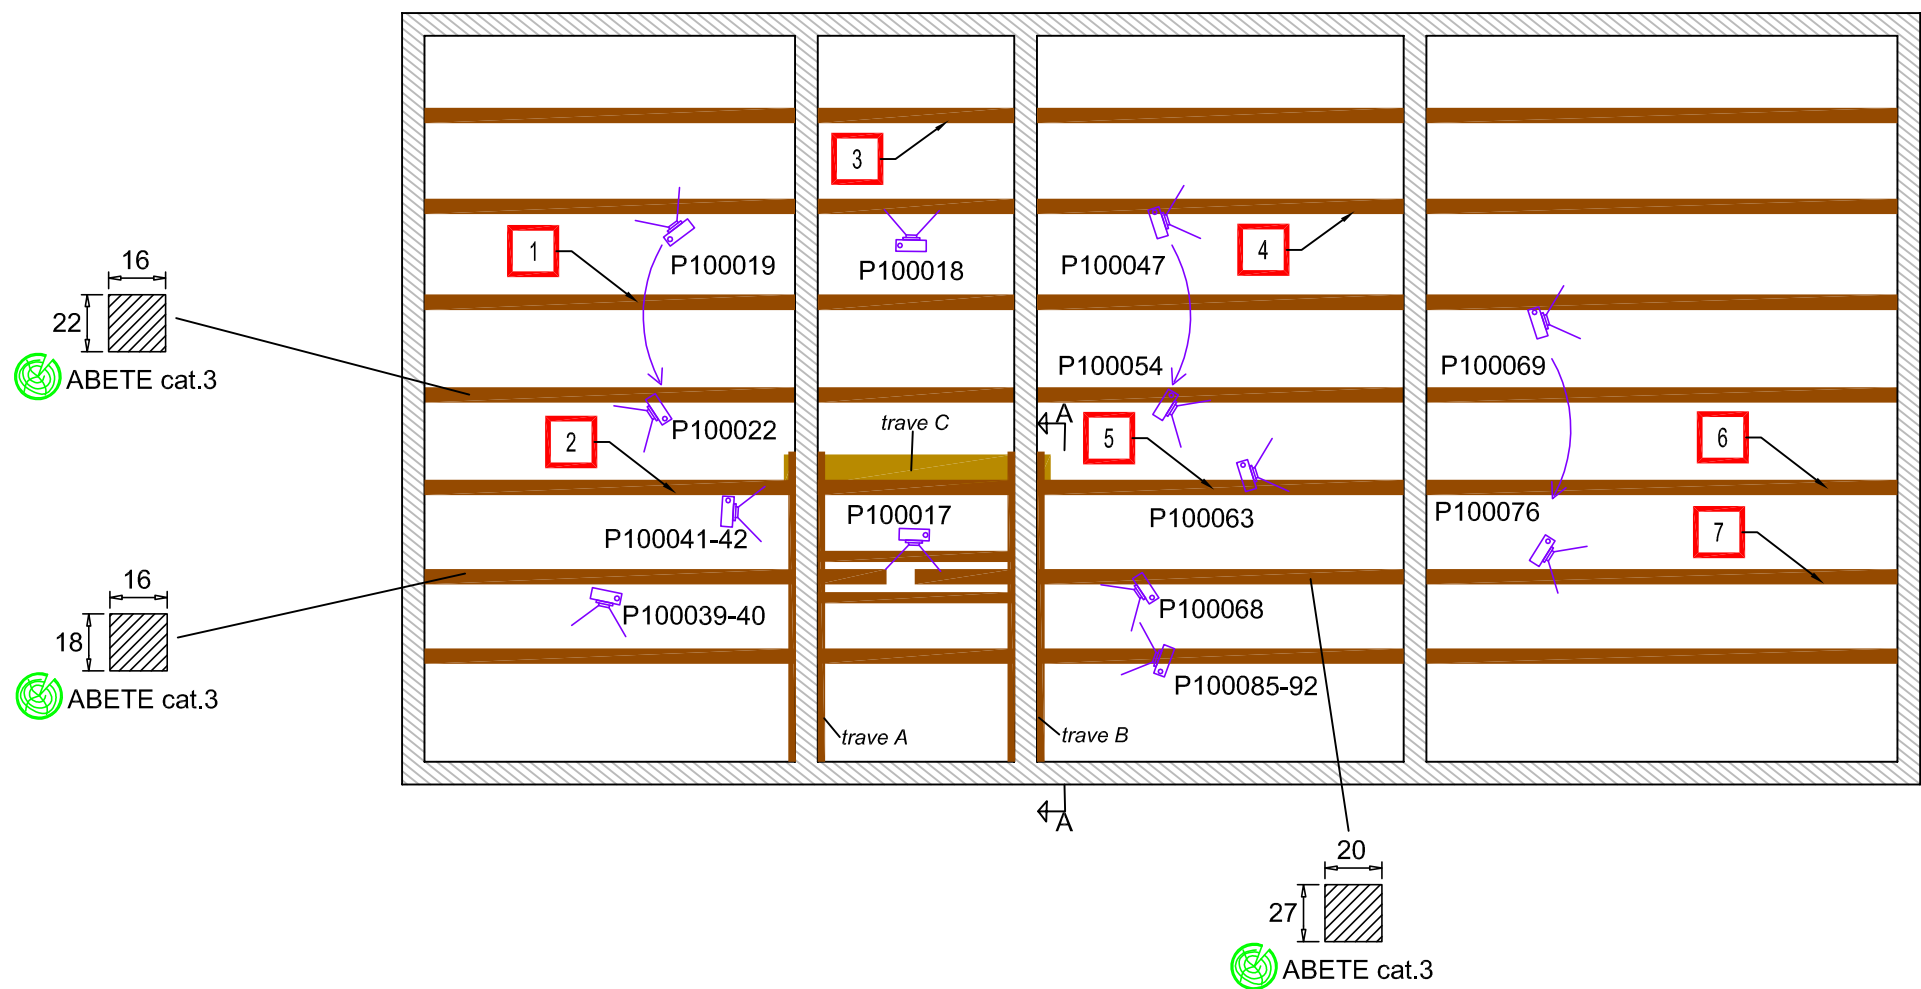 3
1
4
16
P100019
P100018
P100047
22
P100054
P100069
ABETE cat.3
A
trave C
P100022
2
5
6
P100017
P100063
P100076
P100041-42
7
16
P100068
P100039-40
18
P100085-92
ABETE cat.3
trave A
trave B
A
20
27
ABETE cat.3